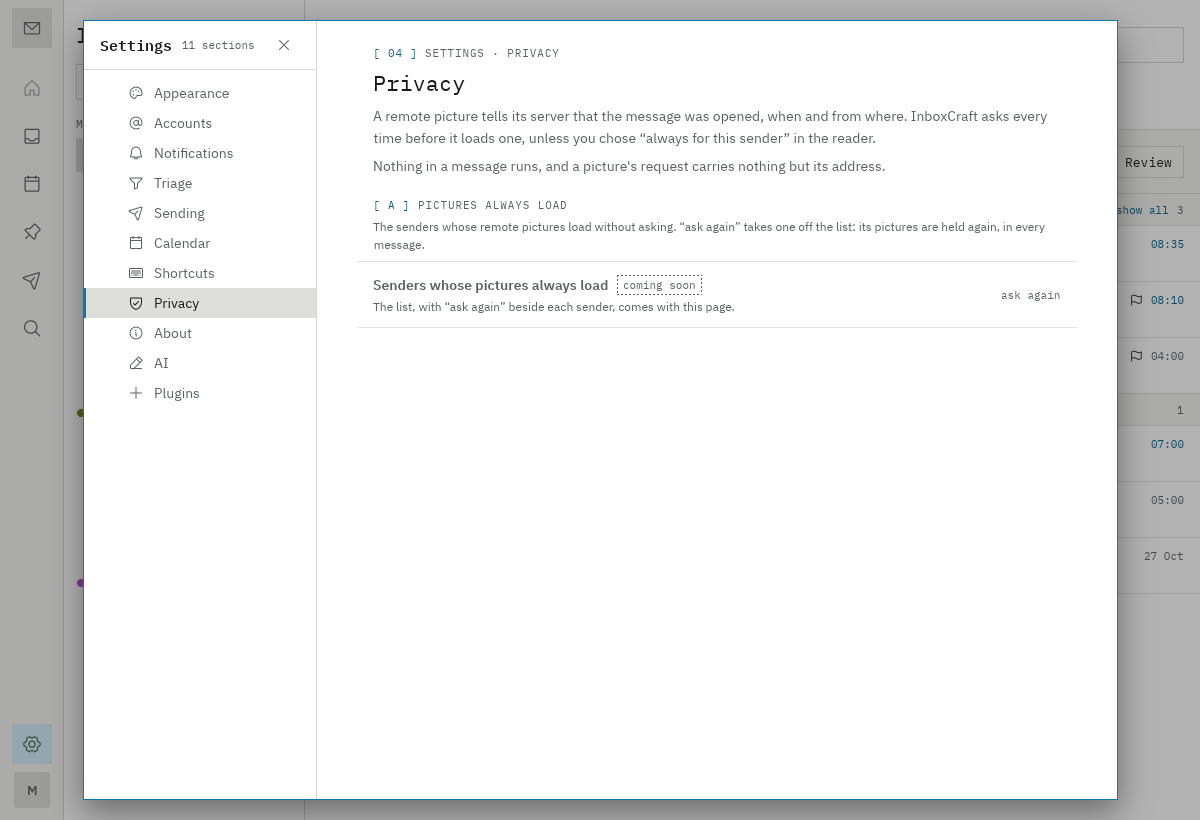 Settings 11 sections
Appearance
Accounts
Notifications
Triage
Sending
Calendar
Shortcuts
Privacy
About
AI
Plugins
[ 04 ] SETTINGS · PRIVACY
Privacy
A remote picture tells its server that the message was opened, when and from where. InboxCraft asks every
time before it loads one, unless you chose “always for this sender” in the reader.
Nothing in a message runs, and a picture's request carries nothing but its address.
[ A ] PICTURES ALWAYS LOAD
The senders whose remote pictures load without asking. “ask again” takes one off the list: its pictures are held again, in every
message.
Senders whose pictures always load coming soon
The list, with “ask again” beside each sender, comes with this page.
ask again
Review
show all 3
08:35
08:10
04:00
1
07:00
05:00
27 Oct
M